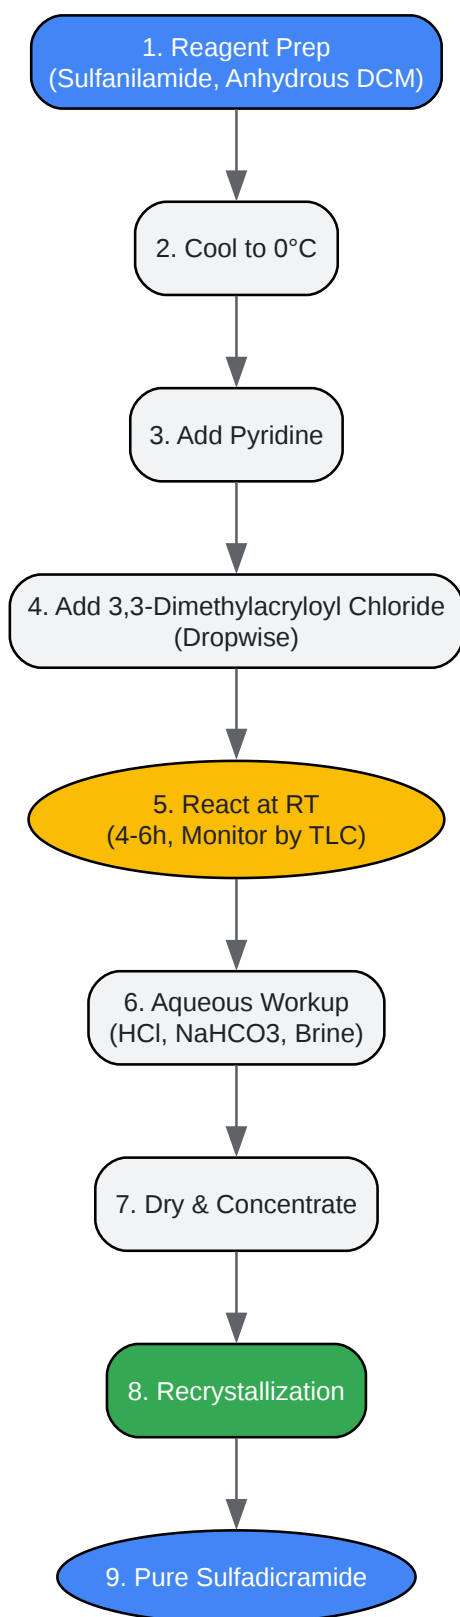 1. Reagent Prep
(Sulfanilamide, Anhydrous DCM)
2. Cool to 0°C
3. Add Pyridine
4. Add 3,3-Dimethylacryloyl Chloride
(Dropwise)
5. React at RT
(4-6h, Monitor by TLC)
6. Aqueous Workup
(HCl, NaHCO3, Brine)
7. Dry & Concentrate
8. Recrystallization
9. Pure Sulfadicramide